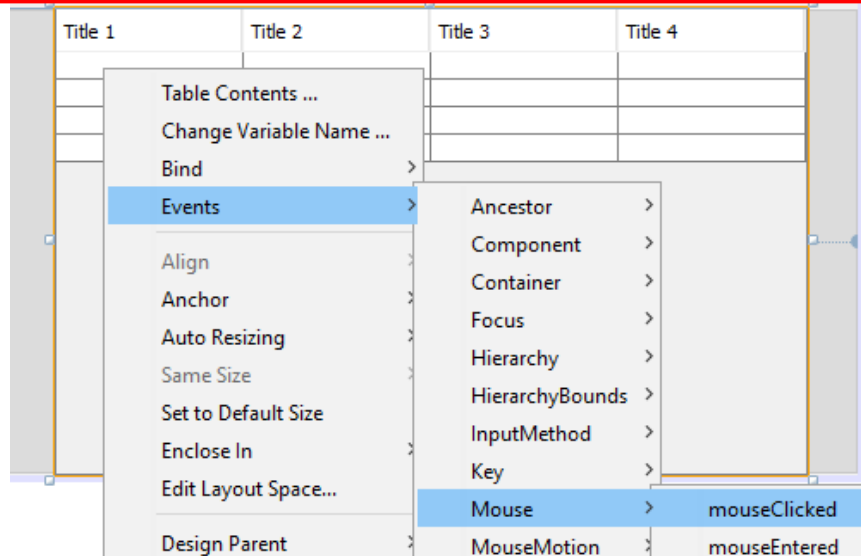 Title 1 Title 2 Title 3 Title 4
Table Contents ...
Change Variable Name ...
Bind
Events
Align
Anchor
Auto Resizing
Same Size
Set to Default Size
Enclose In
Edit Layout Space...
Design Parent
Ancestor
Component
Container
Focus
Hierarchy
HierarchyBounds
InputMethod
Key
Mouse
MouseMotion
mouseClicked
mouseEntered